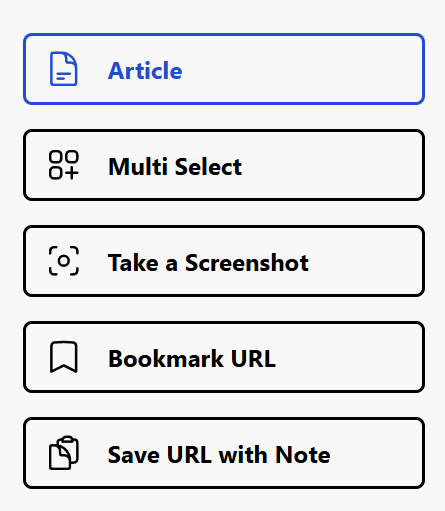 Article
Multi Select
Take a Screenshot
Bookmark URL
Save URL with Note